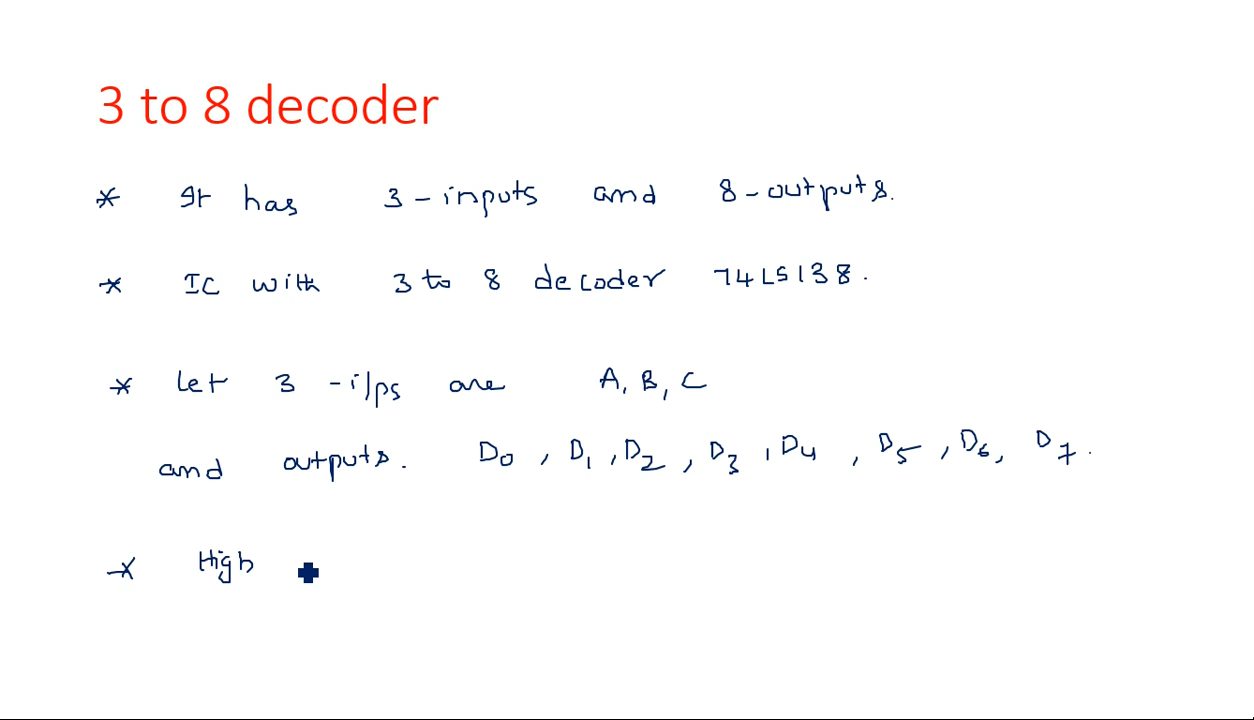 3 to 8 decoder
* It has 3-inputs and 8-outputs.
* IC with 3 to 8 decoder 74LS138.
* Let 3-i/ps are A, B, C
and outputs. D0, D1, D2, D3, D4, D5, D6, D7.
* High